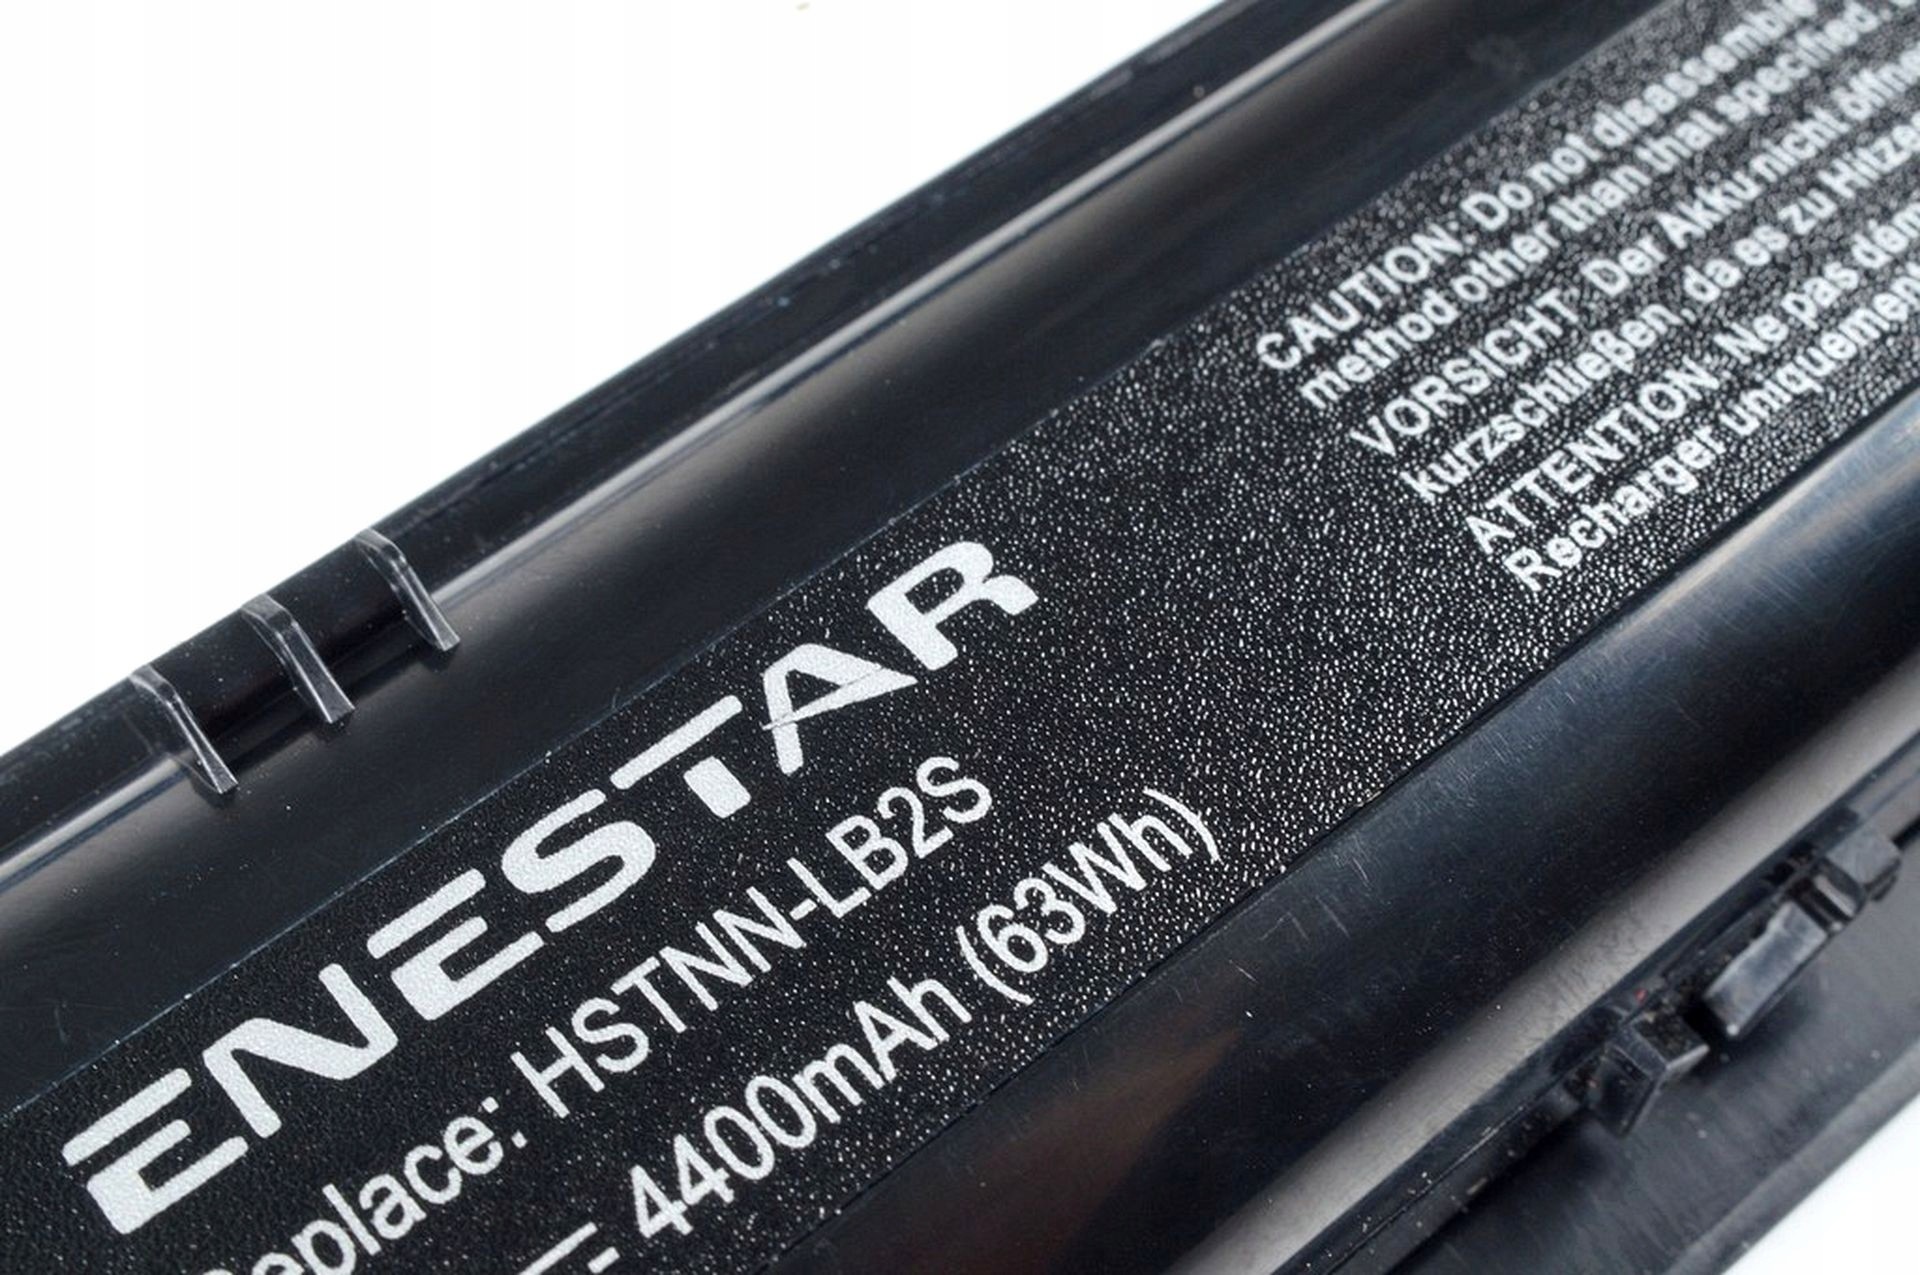 ENESTAR
Replace: HSTNN-LB2S
4400mAh (63Wh)
CAUTION: Do not disassemble
method other than that specified.
VORSICHT: Der Akku nicht öffne
kurzschließen, da es zu Hitze
ATTENTION: Ne pas dém
Recharger uniquement